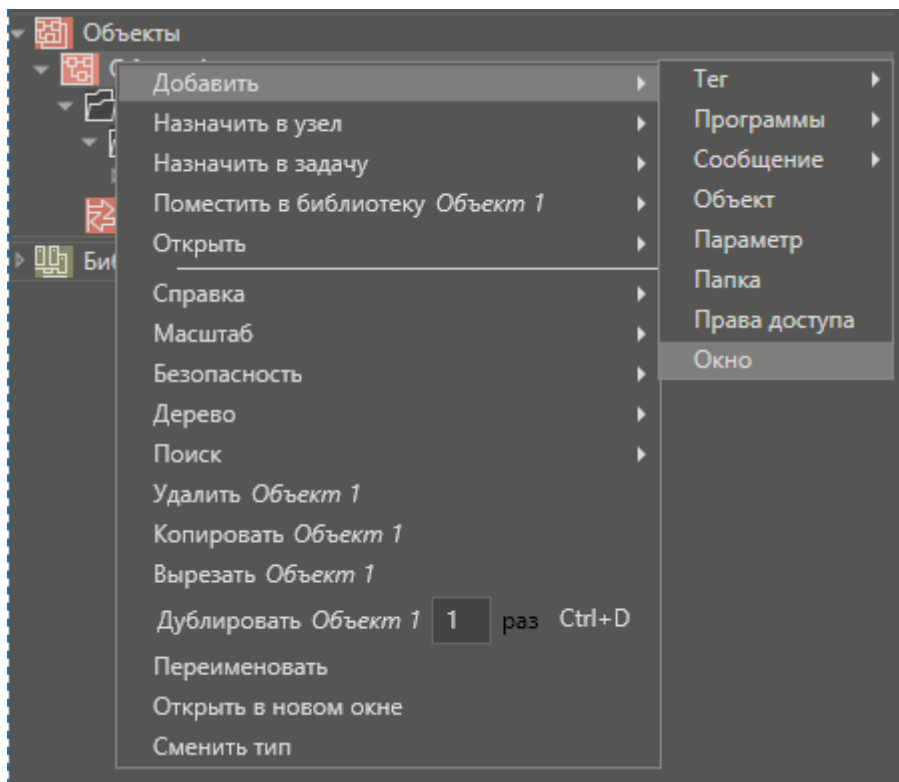 Объекты
Добавить
Назначить в узел
Назначить в задачу
Поместить в библиотеку Объект 1
Открыть
Справка
Масштаб
Безопасность
Дерево
Поиск
Удалить Объект 1
Копировать Объект 1
Вырезать Объект 1
Дублировать Объект 1 1 раз Ctrl+D
Переименовать
Открыть в новом окне
Сменить тип
Тег
Программы
Сообщение
Объект
Параметр
Папка
Права доступа
Окно